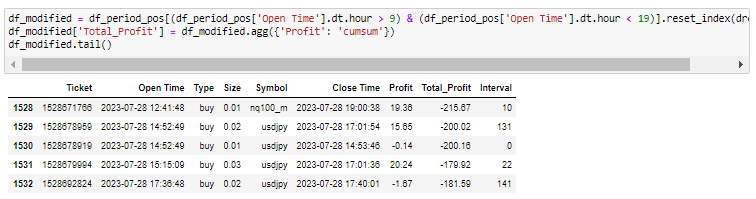 df_modified = df_period_pos[(df_period_pos['Open Time'].dt.hour > 9) & (df_period_pos['Open Time'].dt.hour < 19)].reset_index(dro
df_modified['Total_Profit'] = df_modified.agg({'Profit': 'cumsum'})
df_modified.tail()
Ticket Open Time Type Size Symbol Close Time Profit Total_Profit Interval
1528 1528671766 2023-07-28 12:41:48 buy 0.01 nq100_m 2023-07-28 19:00:38 19.36 -215.67 10
1529 1528678959 2023-07-28 14:52:49 buy 0.02 usdjpy 2023-07-28 17:01:54 15.65 -200.02 131
1530 1528678919 2023-07-28 14:52:49 buy 0.01 usdjpy 2023-07-28 14:53:46 -0.14 -200.16 0
1531 1528679994 2023-07-28 15:15:09 buy 0.03 usdjpy 2023-07-28 17:01:36 20.24 -179.92 22
1532 1528692824 2023-07-28 17:36:48 buy 0.02 usdjpy 2023-07-28 17:40:01 -1.67 -181.59 141